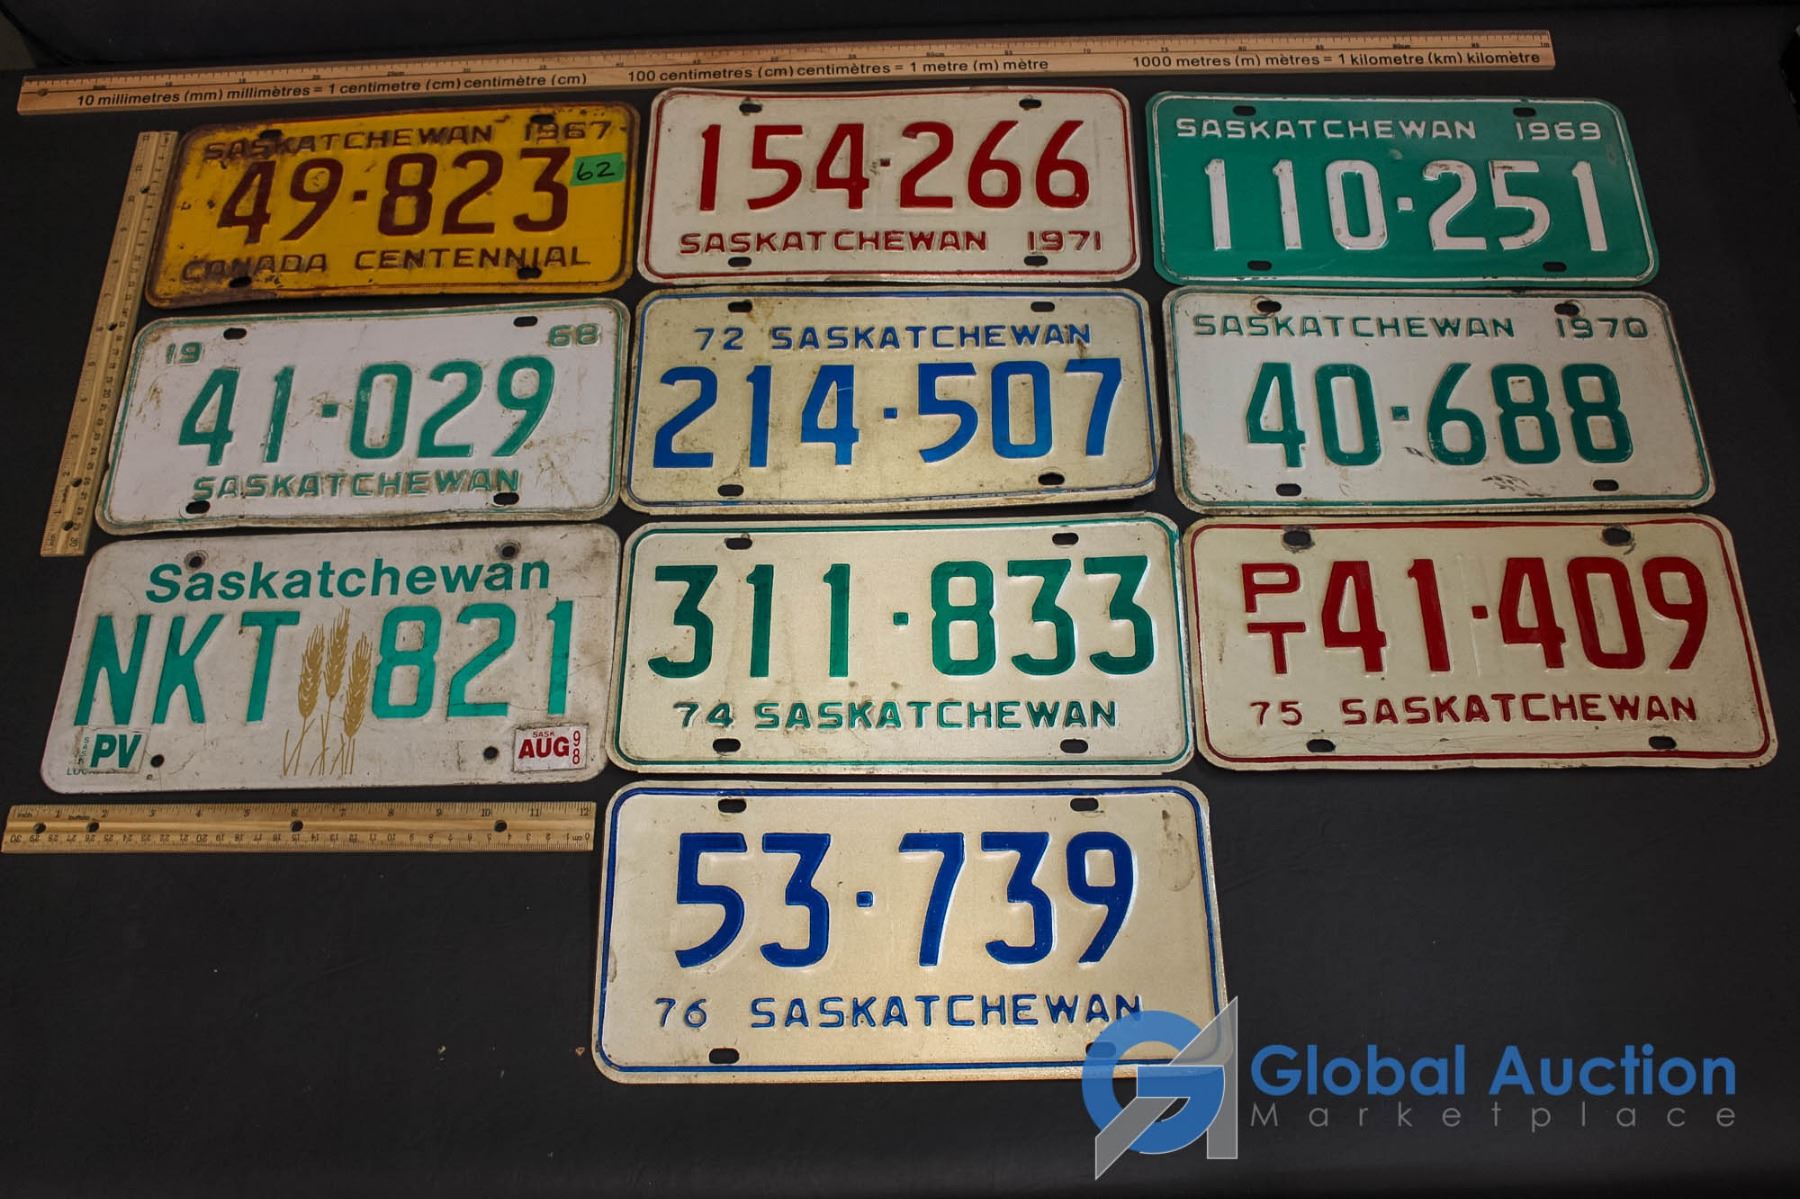 10 millimetres (mm) millimètres = 1 centimetre (cm) centimètre (cm)
100 centimetres (cm) centimètres = 1 metre (m) mètre
1000 metres (m) mètres = 1 kilometre (km) kilomètre
SASKATCHEWAN 1967
49·823
62
CANADA CENTENNIAL
154·266
SASKATCHEWAN 1971
SASKATCHEWAN 1969
110·251
19 68
41·029
SASKATCHEWAN
72 SASKATCHEWAN
214·507
SASKATCHEWAN 1970
40·688
Saskatchewan
NKT 821
PV
SASK
AUG 98
311·833
74 SASKATCHEWAN
PT 41·409
75 SASKATCHEWAN
53·739
76 SASKATCHEWAN
Global Auction
Marketplace